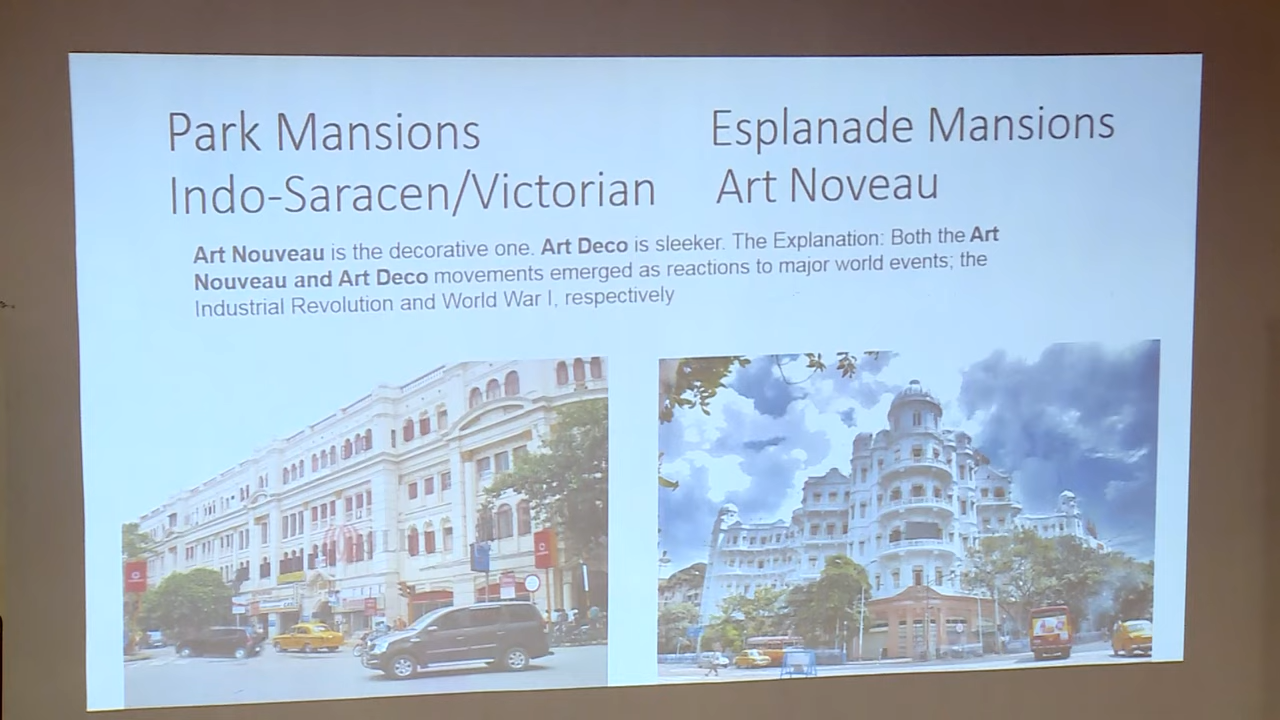 Park Mansions
Indo-Saracen/Victorian
Esplanade Mansions
Art Noveau
Art Nouveau is the decorative one. Art Deco is sleeker. The Explanation: Both the Art
Nouveau and Art Deco movements emerged as reactions to major world events; the
Industrial Revolution and World War I, respectively